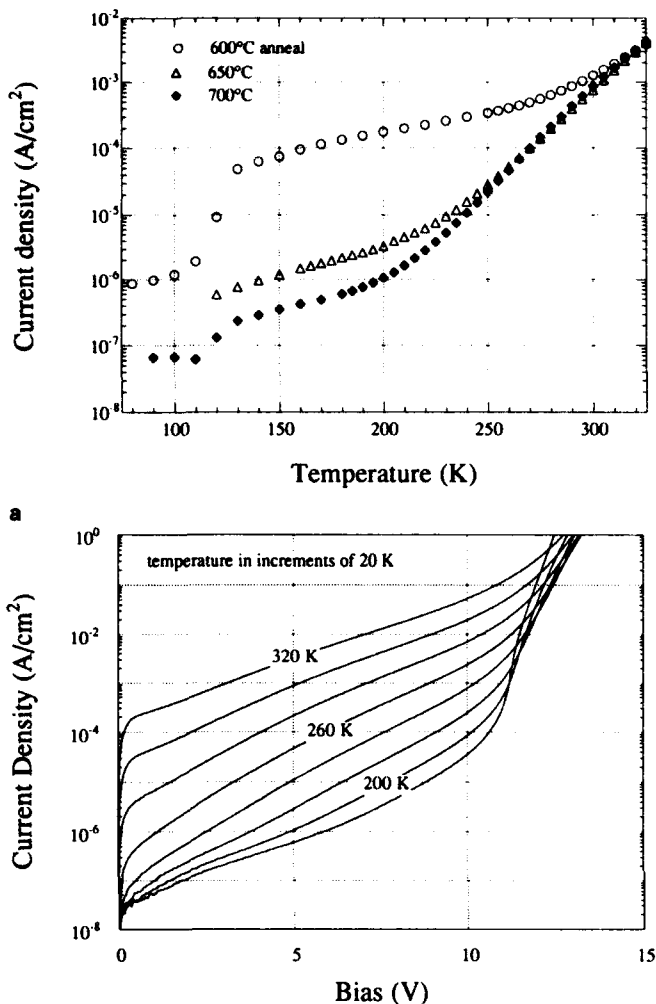 10⁻²
10⁻³
10⁻⁴
10⁻⁵
10⁻⁶
10⁻⁷
10⁻⁸
Current density (A/cm²)
600°C anneal
650°C
700°C
100 150 200 250 300
Temperature (K)
a
10⁰
10⁻²
10⁻⁴
10⁻⁶
10⁻⁸
Current Density (A/cm²)
temperature in increments of 20 K
320 K
260 K
200 K
0 5 10 15
Bias (V)